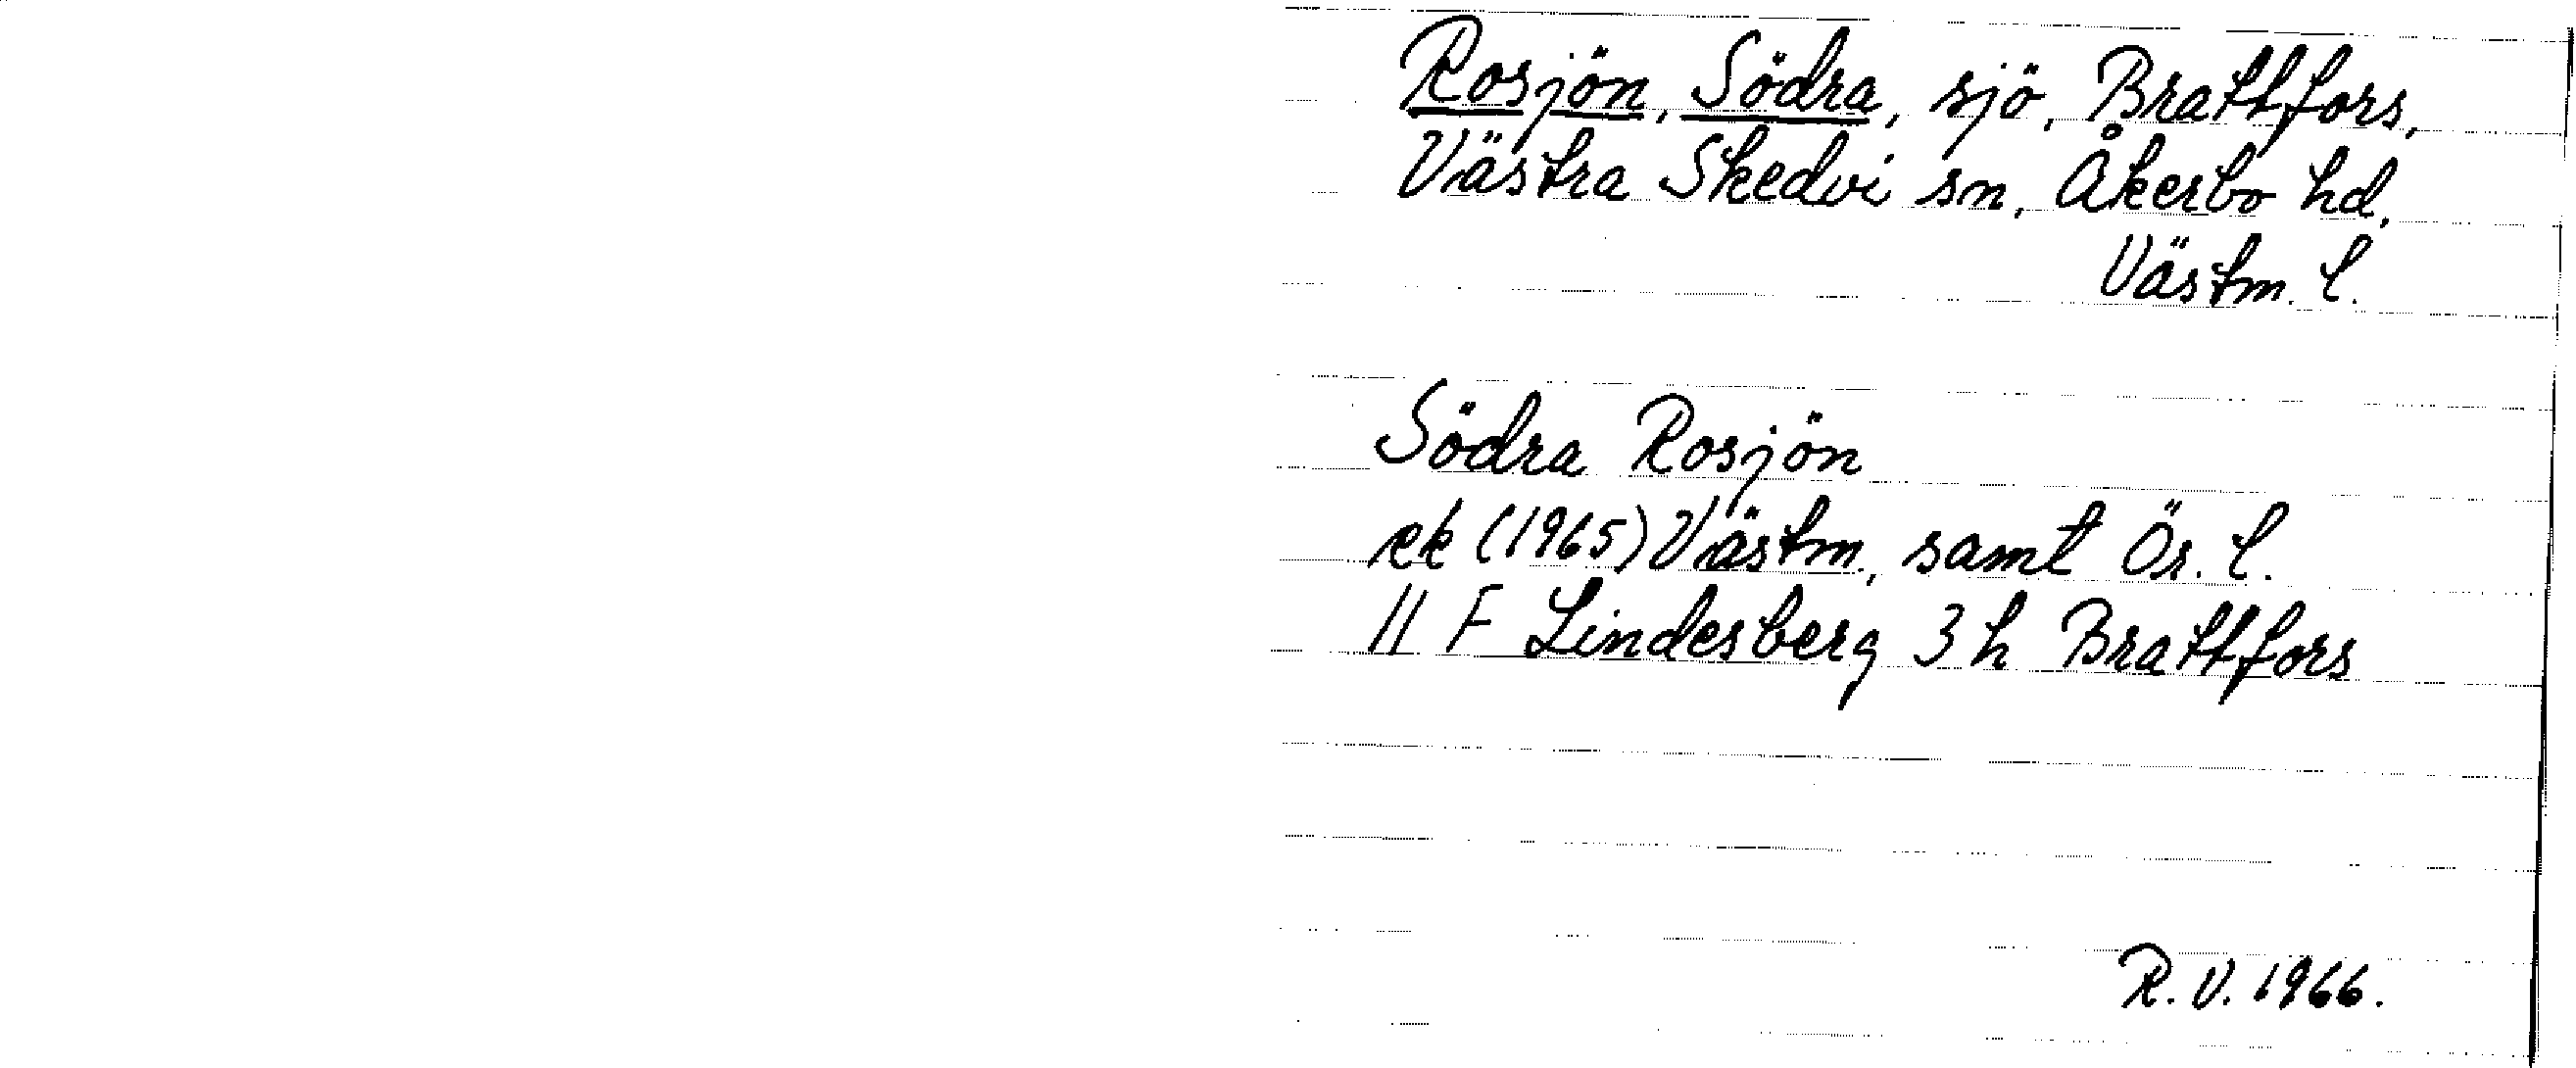 Rosjön, Södra, sjö, Brattfors,
Västra Skedvi sn, Åkerbo hd,
Västm. l.
Södra Rosjön
ek (1965) Västm., samt Ör. l.
11 F Lindesberg 3 h Brattfors
R. V. 1966.